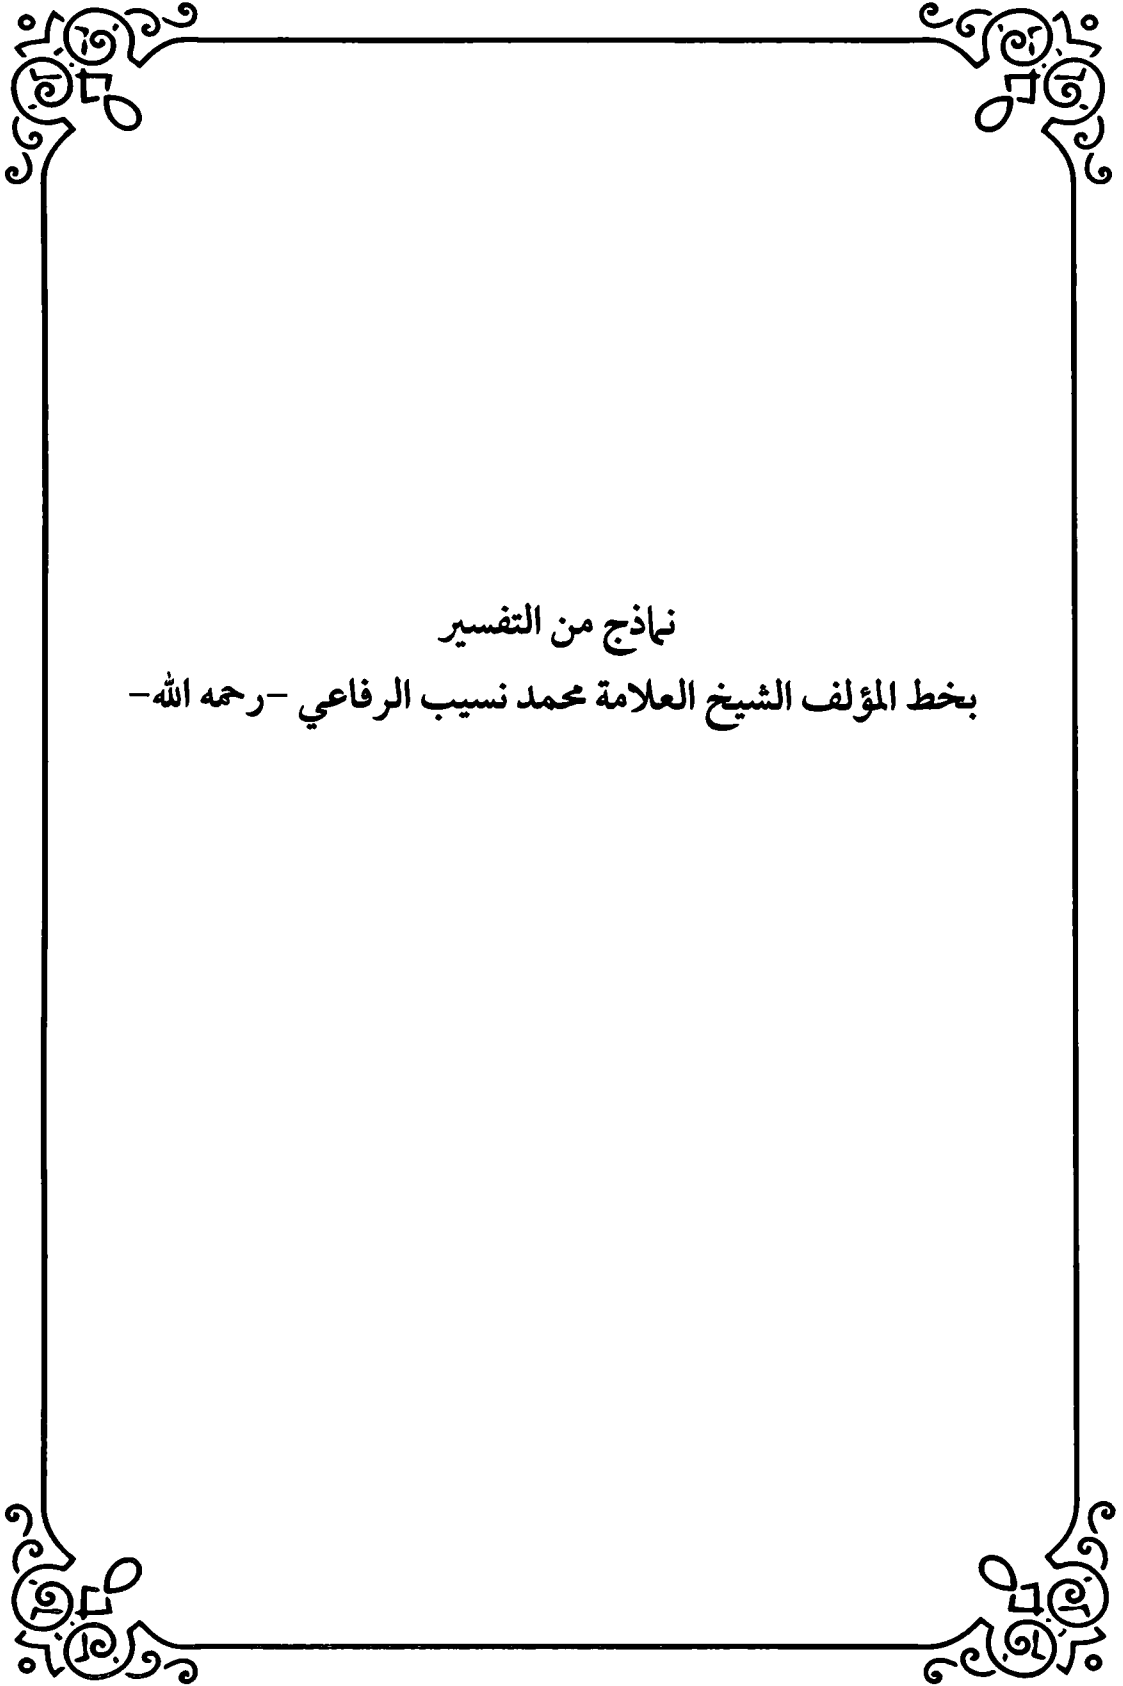 نماذج من التفسير
بخط المؤلف الشيخ العلامة محمد نسيب الرفاعي -رحمه الله-